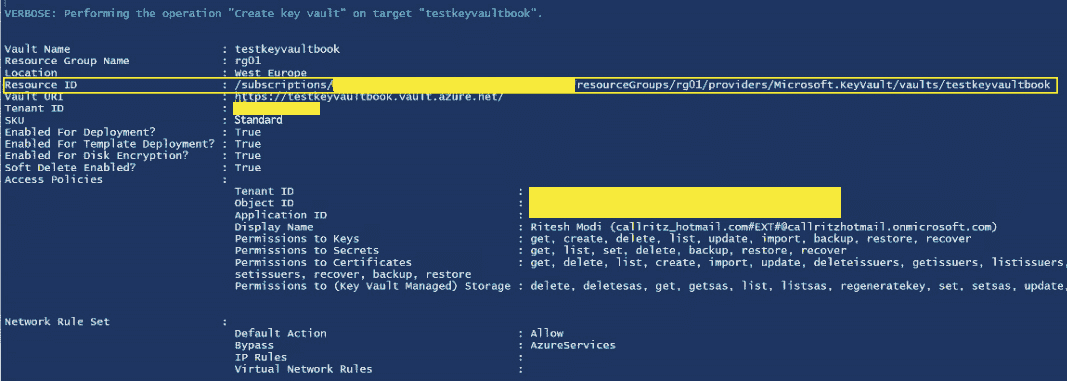 VERBOSE: Performing the operation "Create key vault" on target "testkeyvaultbook".
Vault Name : testkeyvaultbook
Resource Group Name : rg01
Location : West Europe
Resource ID : /subscriptions/ resourceGroups/rg01/providers/Microsoft.KeyVault/vaults/testkeyvaultbook
Vault URI : https://testkeyvaultbook.vault.azure.net/
Tenant ID :
SKU : Standard
Enabled For Deployment? : True
Enabled For Template Deployment? : True
Enabled For Disk Encryption? : True
Soft Delete Enabled? : True
Access Policies :
Tenant ID :
Object ID :
Application ID :
Display Name : Ritesh Modi (callritz_hotmail.com#EXT#@callritzhotmail.onmicrosoft.com)
Permissions to Keys : get, create, delete, list, update, import, backup, restore, recover
Permissions to Secrets : get, list, set, delete, backup, restore, recover
Permissions to Certificates : get, delete, list, create, import, update, deleteissuers, getissuers, listissuers,
setissuers, recover, backup, restore
Permissions to (Key Vault Managed) Storage : delete, deletesas, get, getsas, list, listsas, regeneratekey, set, setsas, update,
Network Rule Set :
Default Action : Allow
Bypass : AzureServices
IP Rules :
Virtual Network Rules :